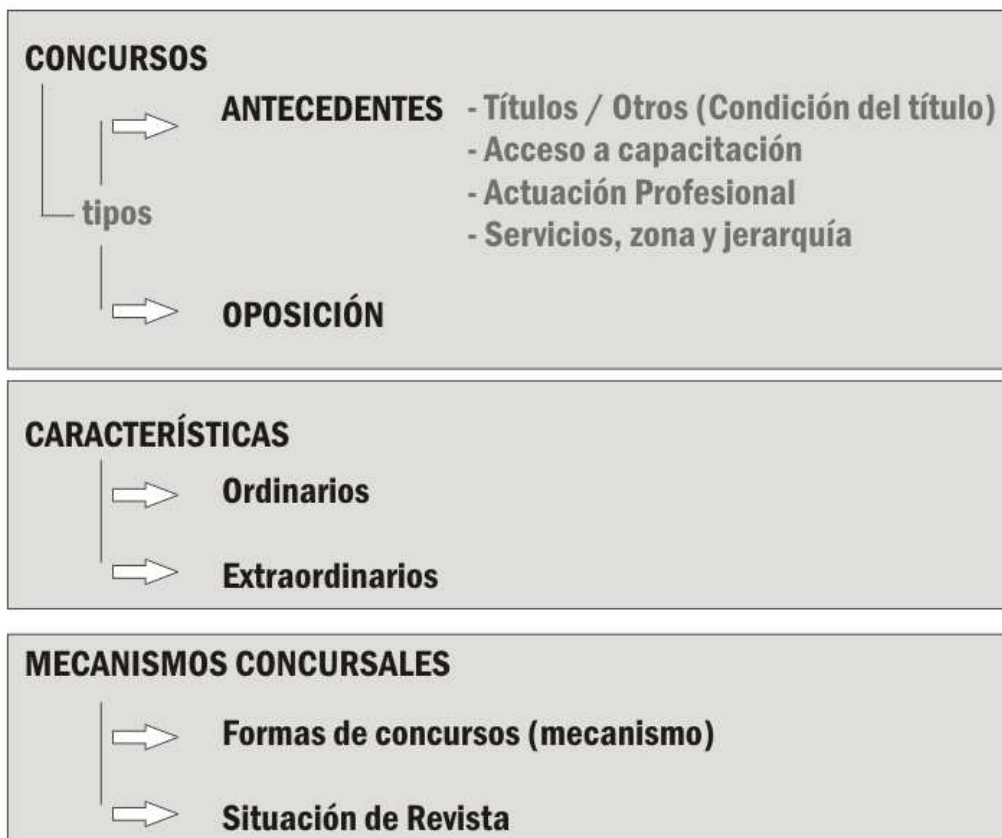 CONCURSOS
ANTECEDENTES - Títulos / Otros (Condición del título)
- Acceso a capacitación
- Actuación Profesional
tipos
- Servicios, zona y jerarquía
OPOSICIÓN
CARACTERÍSTICAS
Ordinarios
Extraordinarios
MECANISMOS CONCURSALES
Formas de concursos (mecanismo)
Situación de Revista